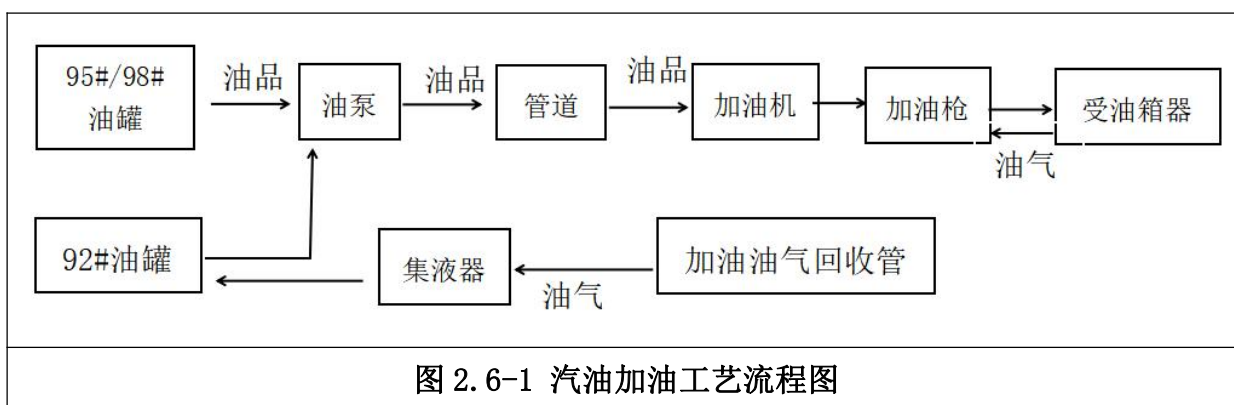 95#/98#
油罐
油品
油泵
油品
管道
油品
加油机
加油枪
油气
受油箱器
92#油罐
集液器
油气
加油油气回收管
图 2.6-1 汽油加油工艺流程图